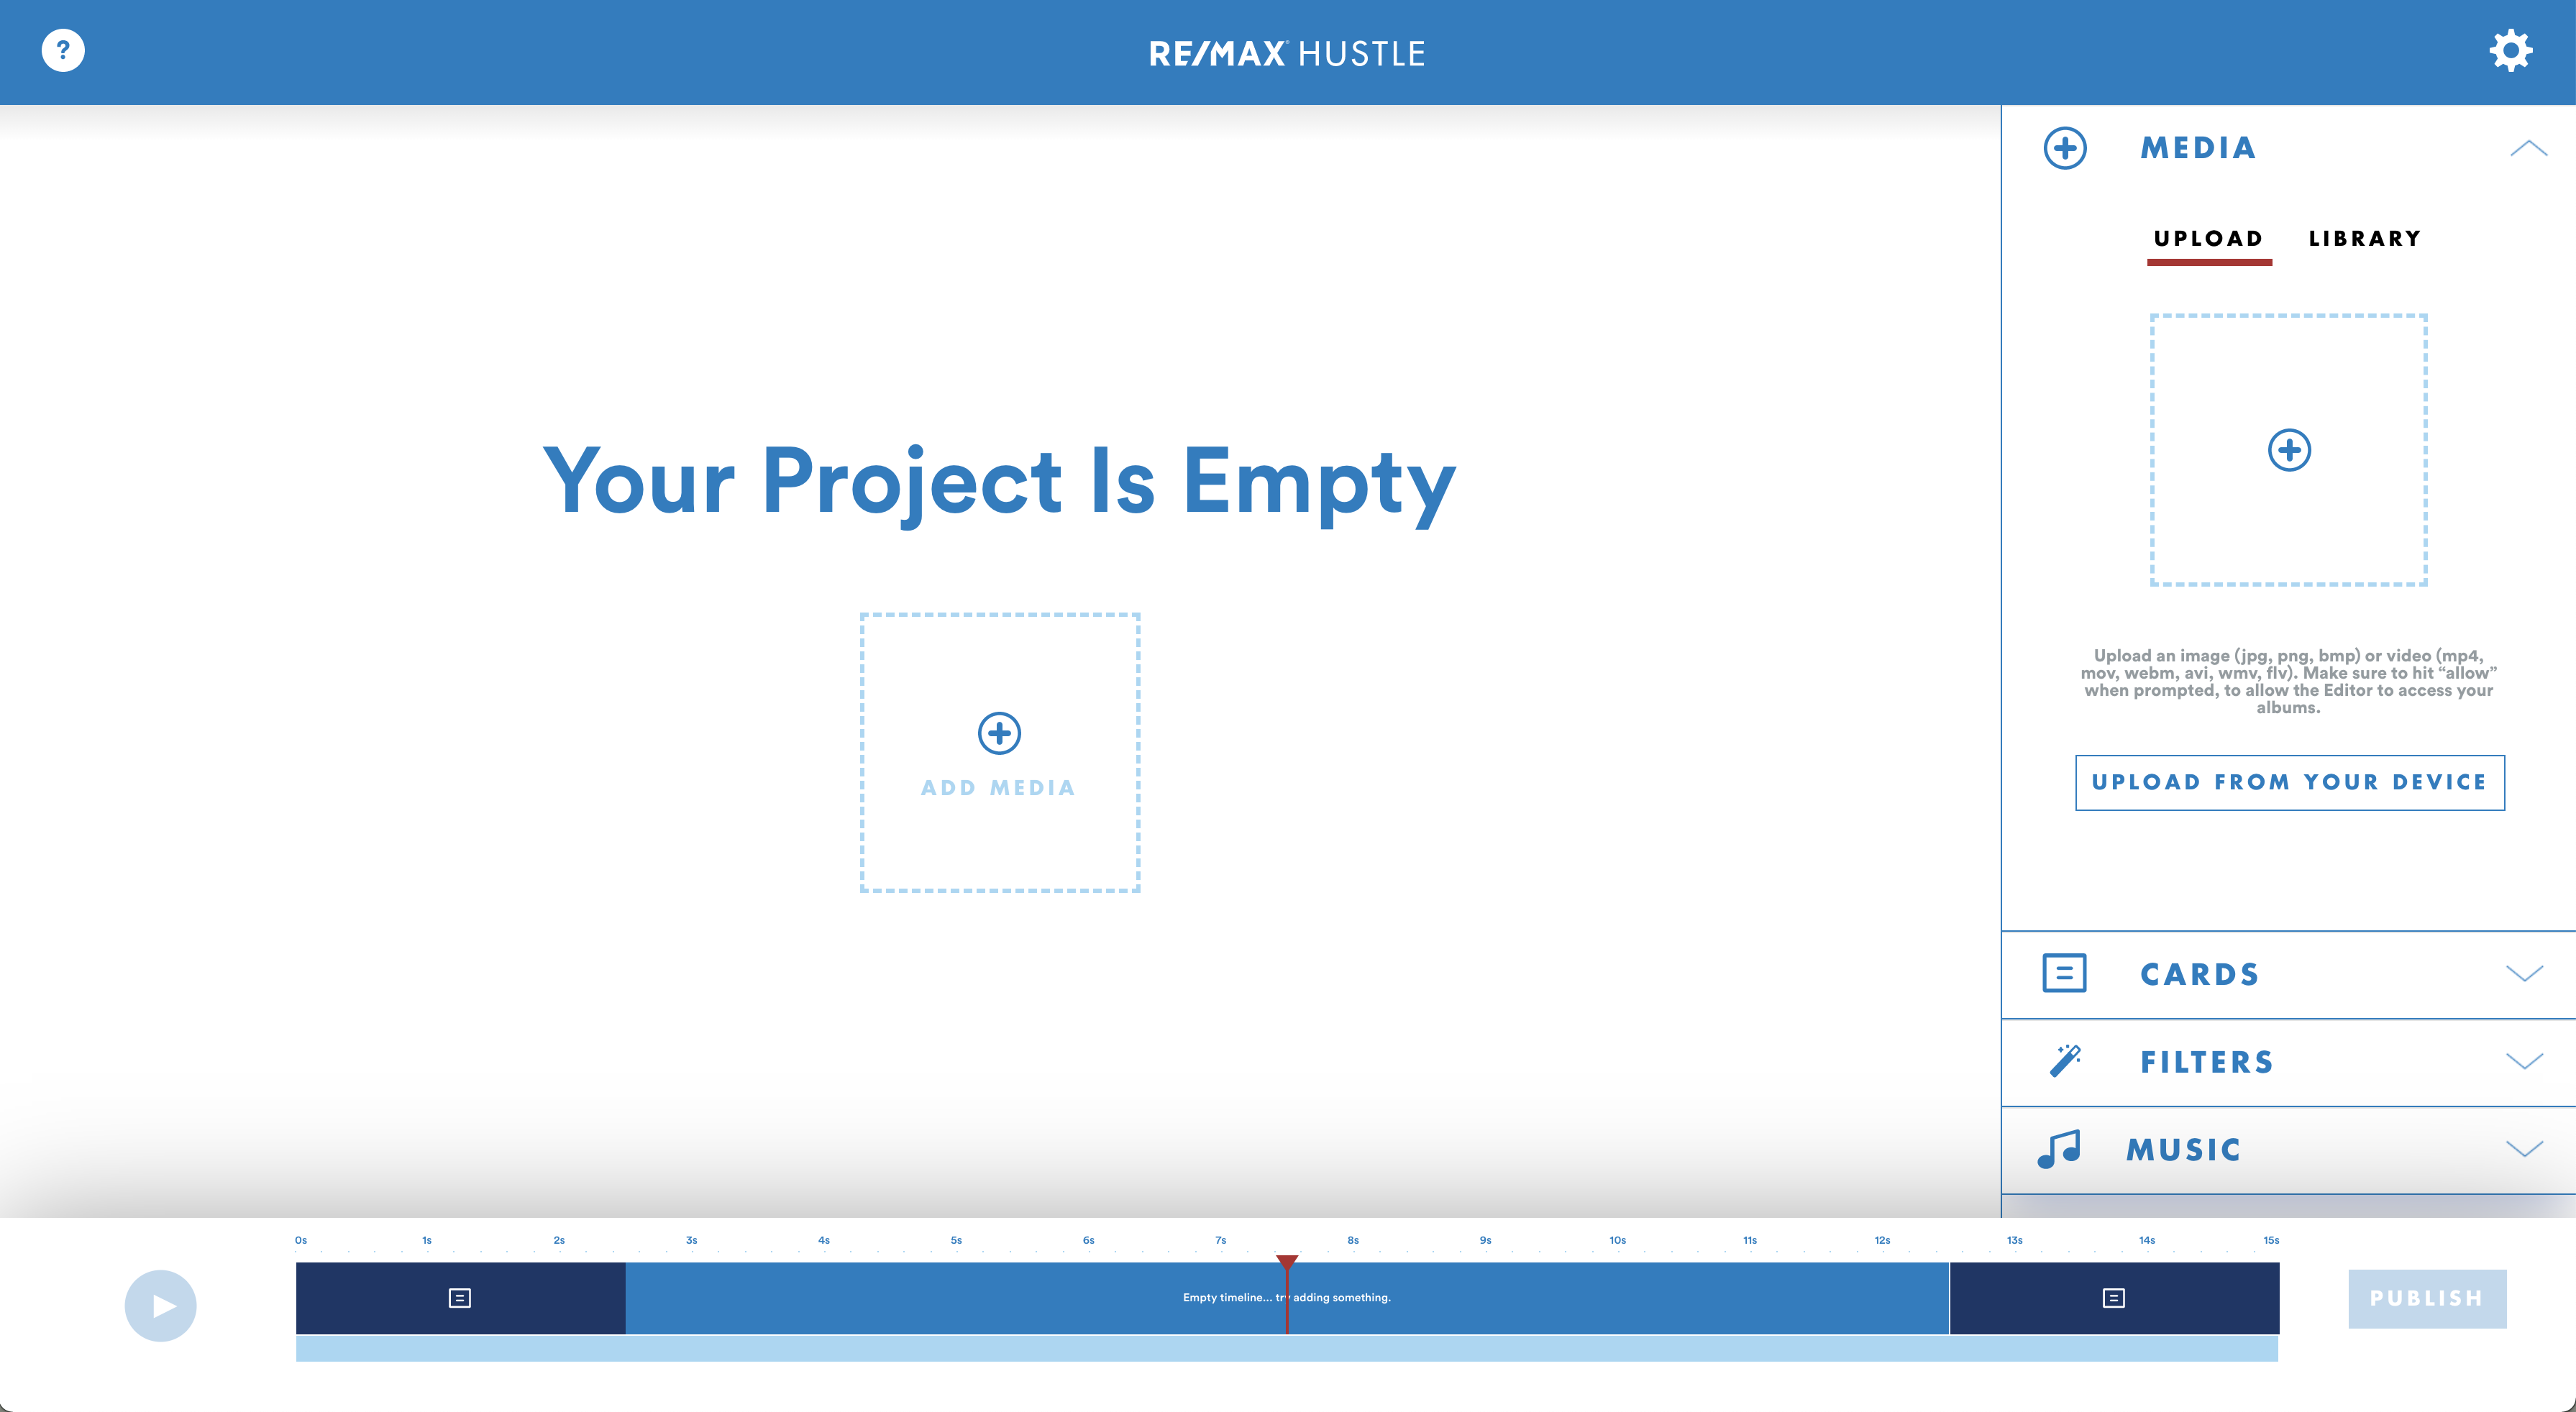 ?
RE/MAX HUSTLE
MEDIA
UPLOAD LIBRARY
Your Project Is Empty
ADD MEDIA
Upload an image (jpg, png, bmp) or video (mp4,
mov, webm, avi, wmv, flv). Make sure to hit “allow”
when prompted, to allow the Editor to access your
albums.
UPLOAD FROM YOUR DEVICE
CARDS
FILTERS
MUSIC
0s 1s 2s 3s 4s 5s 6s 7s 8s 9s 10s 11s 12s 13s 14s 15s
Empty timeline... try adding something.
PUBLISH